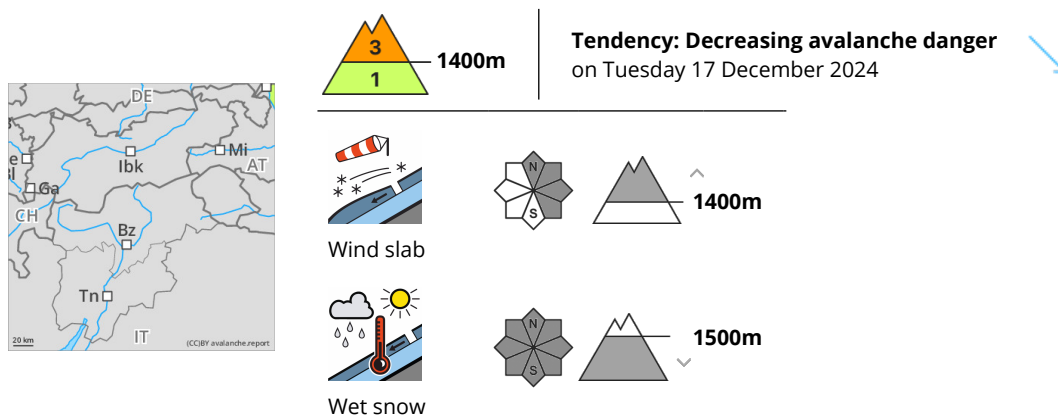 3
1
1400m
Tendency: Decreasing avalanche danger
on Tuesday 17 December 2024
DE
Mi
Ibk
AT
Ga
CH
Bz
Tn
IT
20 km
(CC)BY avalanche.report
N
S
1400m
Wind slab
N
S
1500m
Wet snow